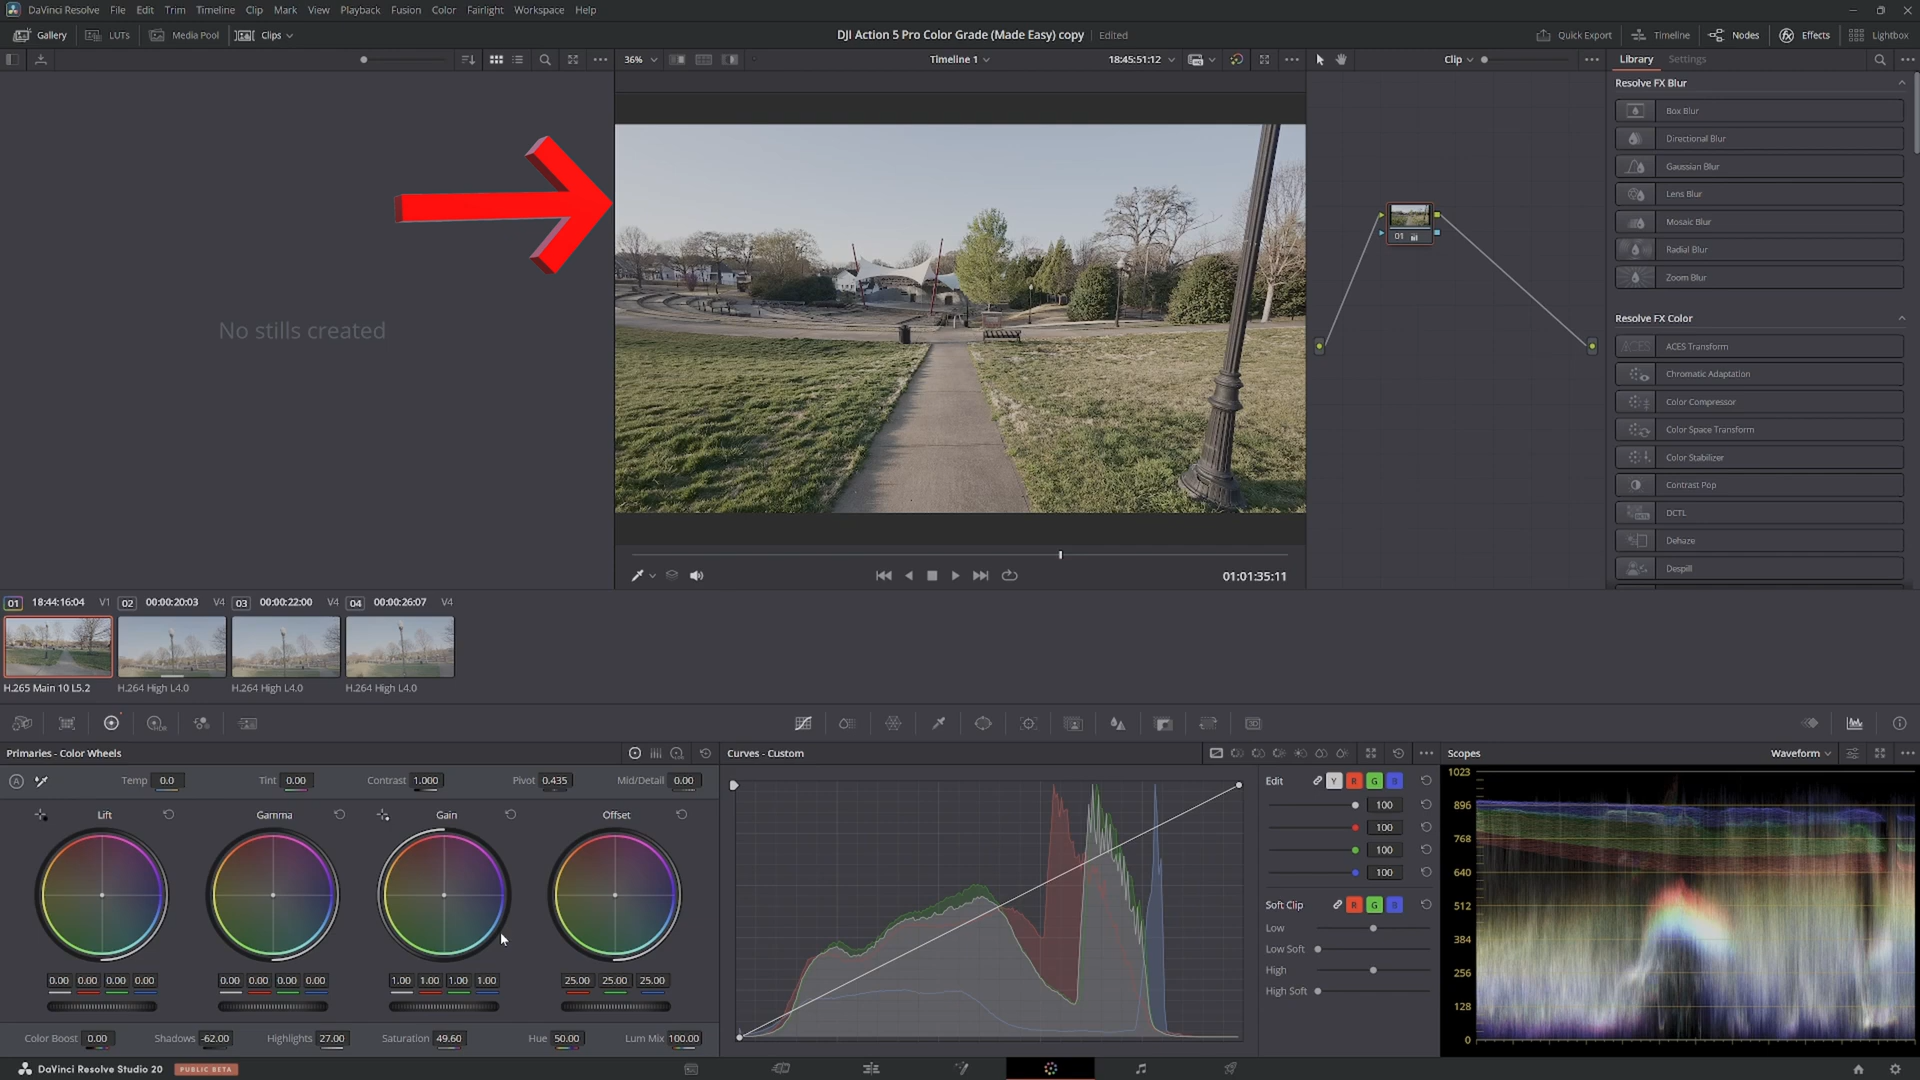 DaVinci Resolve File Edit Trim Timeline Clip Mark View Playback Fusion Color Fairlight Workspace Help
Gallery LUTs Media Pool Clips DJI Action 5 Pro Color Grade (Made Easy) copy Edited Quick Export Timeline Nodes Effects Lightbox
36% Timeline 1 18:45:51:12 Clip Library Settings
Resolve FX Blur
Box Blur
Directional Blur
Gaussian Blur
Lens Blur
Mosaic Blur
Radial Blur
Zoom Blur
01
Resolve FX Color
No stills created
ACES ACES Transform
Chromatic Adaptation
Color Compressor
Color Space Transform
Color Stabilizer
Contrast Pop
DCTL DCTL
Dehaze
Despill
01:01:35:11
01 18:44:16:04 V1 02 00:00:20:03 V4 03 00:00:22:00 V4 04 00:00:26:07 V4
H.265 Main 10 L5.2 H.264 High L4.0 H.264 High L4.0 H.264 High L4.0
HDR 3D
Primaries - Color Wheels Curves - Custom Scopes Waveform
A Temp 0.0 Tint 0.00 Contrast 1.000 Pivot 0.435 Mid/Detail 0.00
Lift Gamma Gain Offset
0.00 0.00 0.00 0.00 0.00 0.00 0.00 0.00 1.00 1.00 1.00 1.00 25.00 25.00 25.00
Color Boost 0.00 Shadows -62.00 Highlights 27.00 Saturation 49.60 Hue 50.00 Lum Mix 100.00
Edit Y R G B
100
100
100
100
Soft Clip R G B
Low
Low Soft
High
High Soft
1023
896
768
640
512
384
256
128
0
DaVinci Resolve Studio 20 PUBLIC BETA